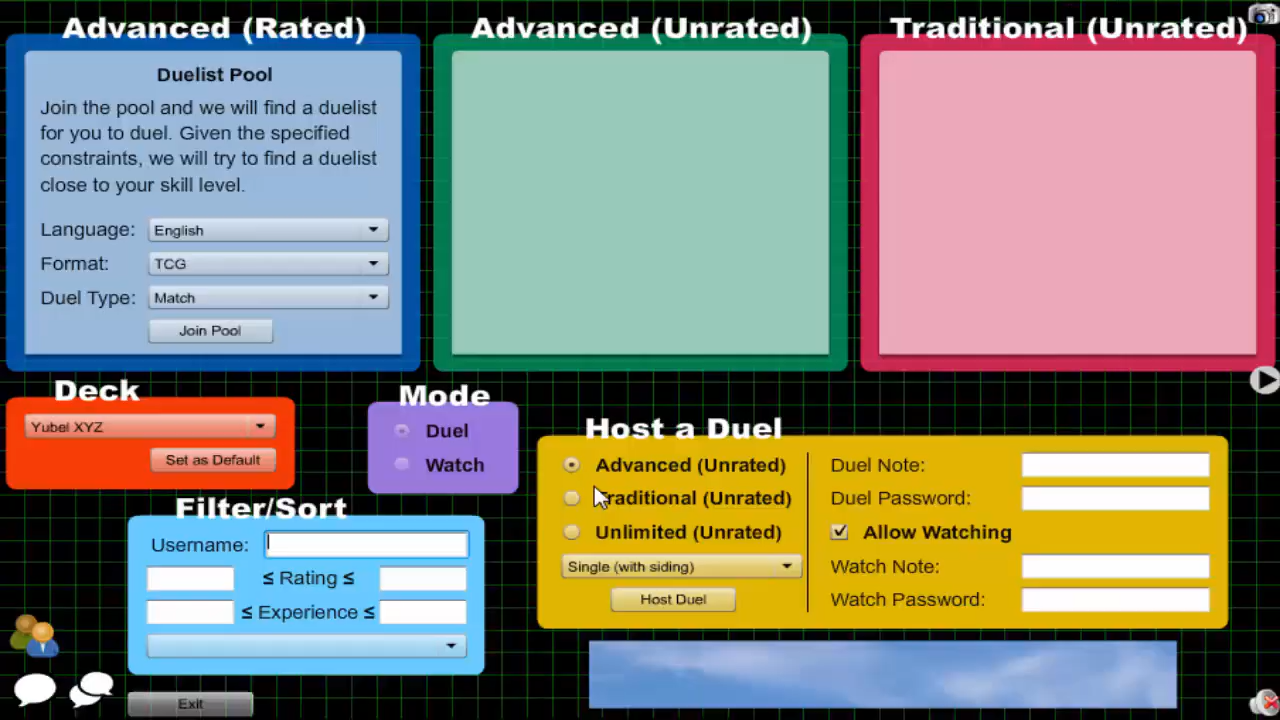 Advanced (Rated)
Duelist Pool
Join the pool and we will find a duelist
for you to duel. Given the specified
constraints, we will try to find a duelist
close to your skill level.
Language: English
Format: TCG
Duel Type: Match
Join Pool
Advanced (Unrated)
Traditional (Unrated)
Deck
Yubel XYZ
Set as Default
Mode
Duel
Watch
Filter/Sort
Username:
≤ Rating ≤
≤ Experience ≤
Exit
Host a Duel
Advanced (Unrated)
Traditional (Unrated)
Unlimited (Unrated)
Single (with siding)
Host Duel
Duel Note:
Duel Password:
Allow Watching
Watch Note:
Watch Password: